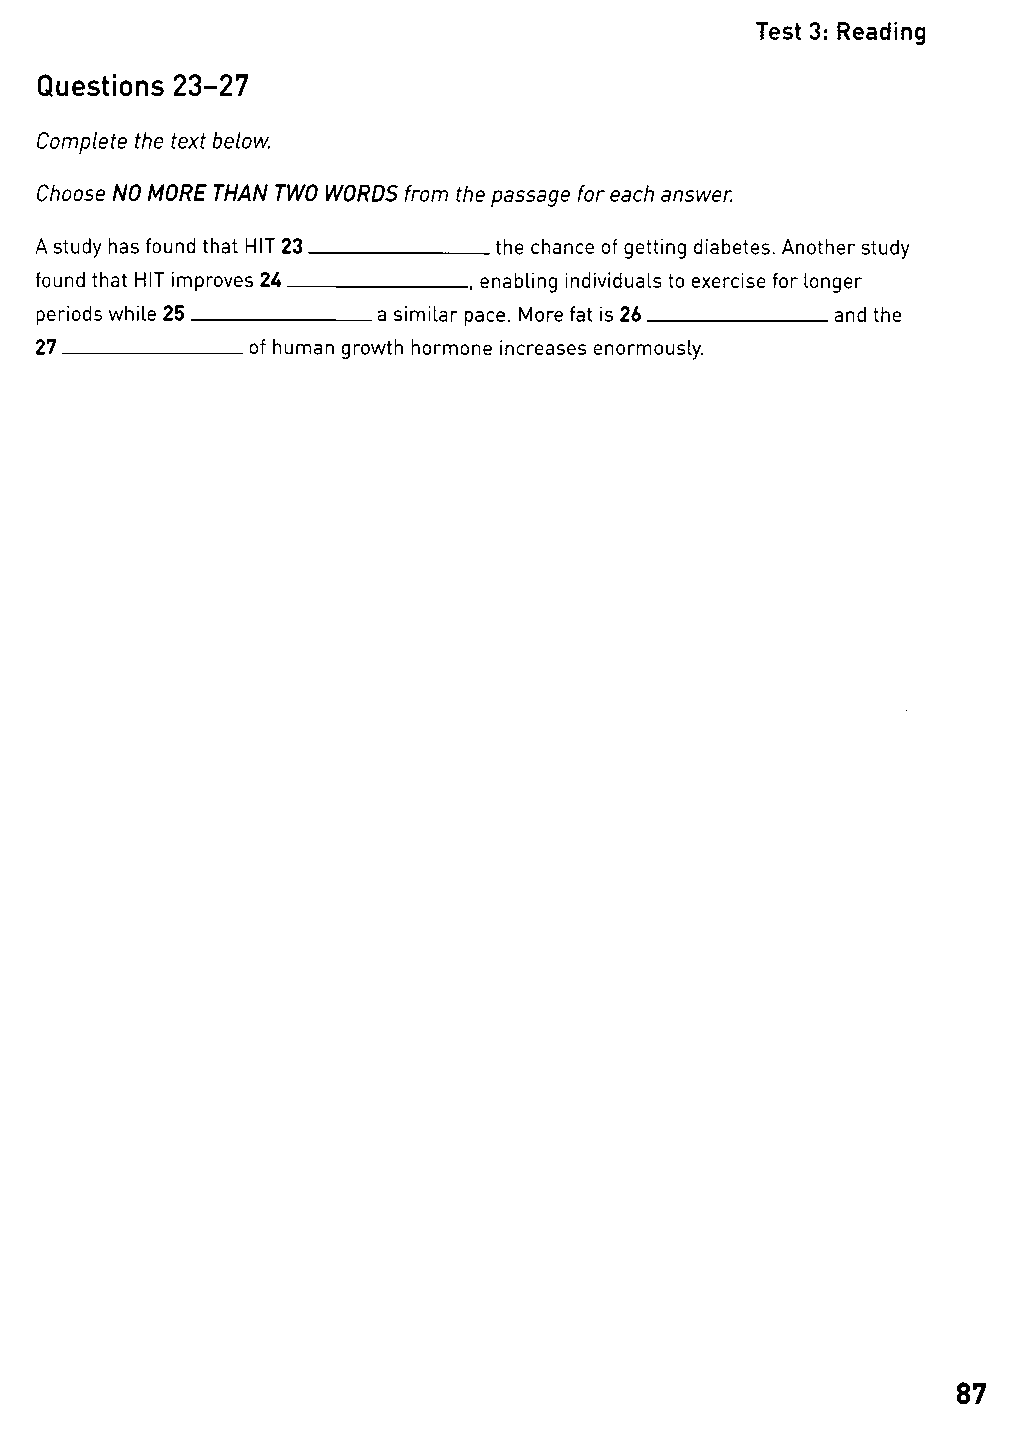 Test 3: Reading
Questions 23–27
Complete the text below.
Choose NO MORE THAN TWO WORDS from the passage for each answer.
A study has found that HIT 23 ________________ the chance of getting diabetes. Another study
found that HIT improves 24 ________________, enabling individuals to exercise for longer
periods while 25 ________________ a similar pace. More fat is 26 ________________ and the
27 ________________ of human growth hormone increases enormously.
87